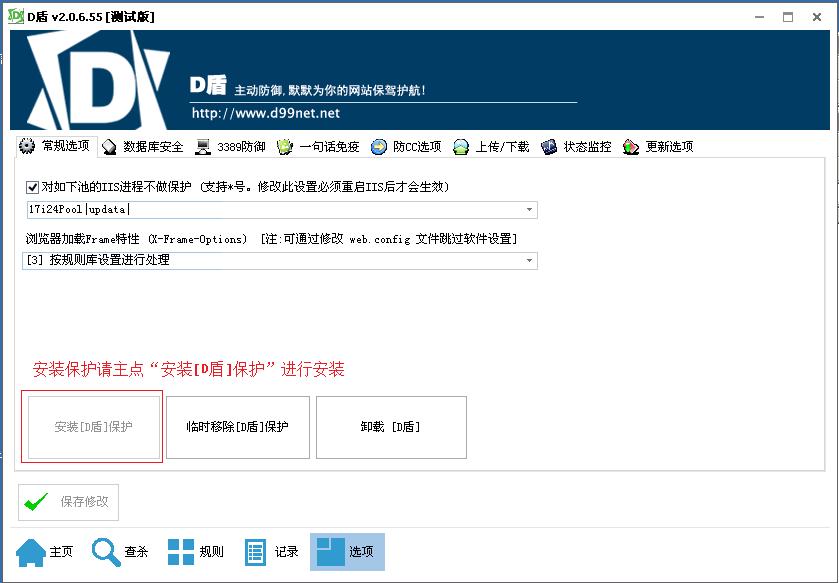 D盾 v2.0.6.55 [测试版]
D盾 主动防御,默默为你的网站保驾护航!
http://www.d99net.net
常规选项 数据库安全 3389防御 一句话免疫 防CC选项 上传/下载 状态监控 更新选项
对如下池的IIS进程不做保护 (支持*号。修改此设置必须重启IIS后才会生效)
17i24Pool|updata|
浏览器加载Frame特性 (X-Frame-Options) [注:可通过修改 web.config 文件跳过软件设置]
[3] 按规则库设置进行处理
安装保护请主点“安装[D盾]保护”进行安装
安装[D盾]保护 临时移除[D盾]保护 卸载 [D盾]
保存修改
主页 查杀 规则 记录 选项